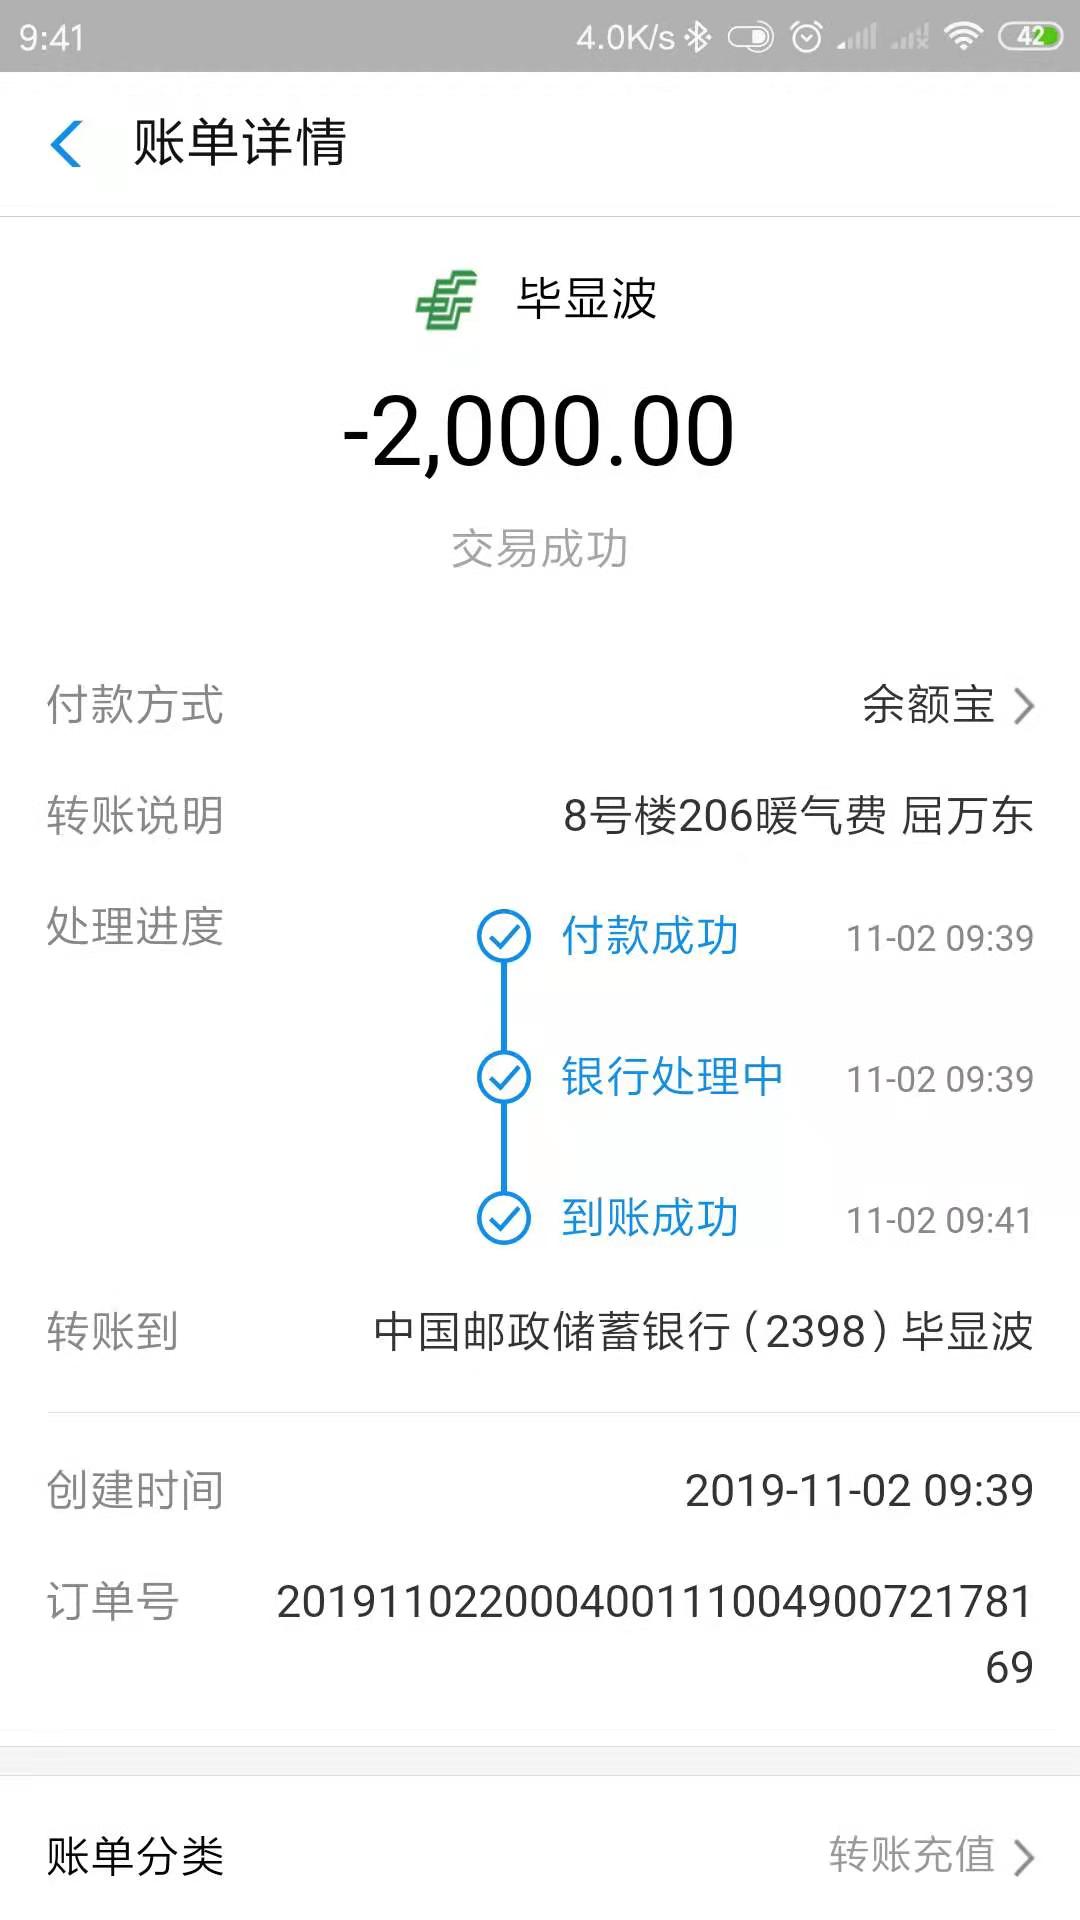 9:41 4.0K/s 42
账单详情
毕显波
-2,000.00
交易成功
付款方式 余额宝
转账说明 8号楼206暖气费 屈万东
处理进度 付款成功 11-02 09:39
银行处理中 11-02 09:39
到账成功 11-02 09:41
转账到 中国邮政储蓄银行（2398）毕显波
创建时间 2019-11-02 09:39
订单号 201911022000400111004900721781
69
账单分类 转账充值